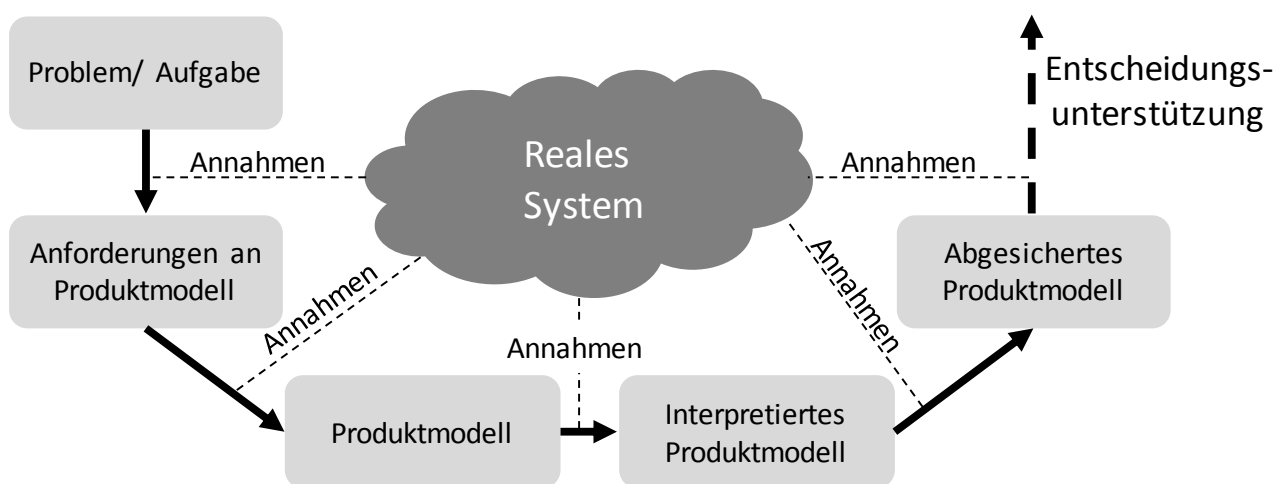 Problem/ Aufgabe
Annahmen
Reales
System
Annahmen
Entscheidungs-
unterstützung
Anforderungen an
Produktmodell
Annahmen
Annahmen
Annahmen
Abgesichertes
Produktmodell
Produktmodell
Interpretiertes
Produktmodell